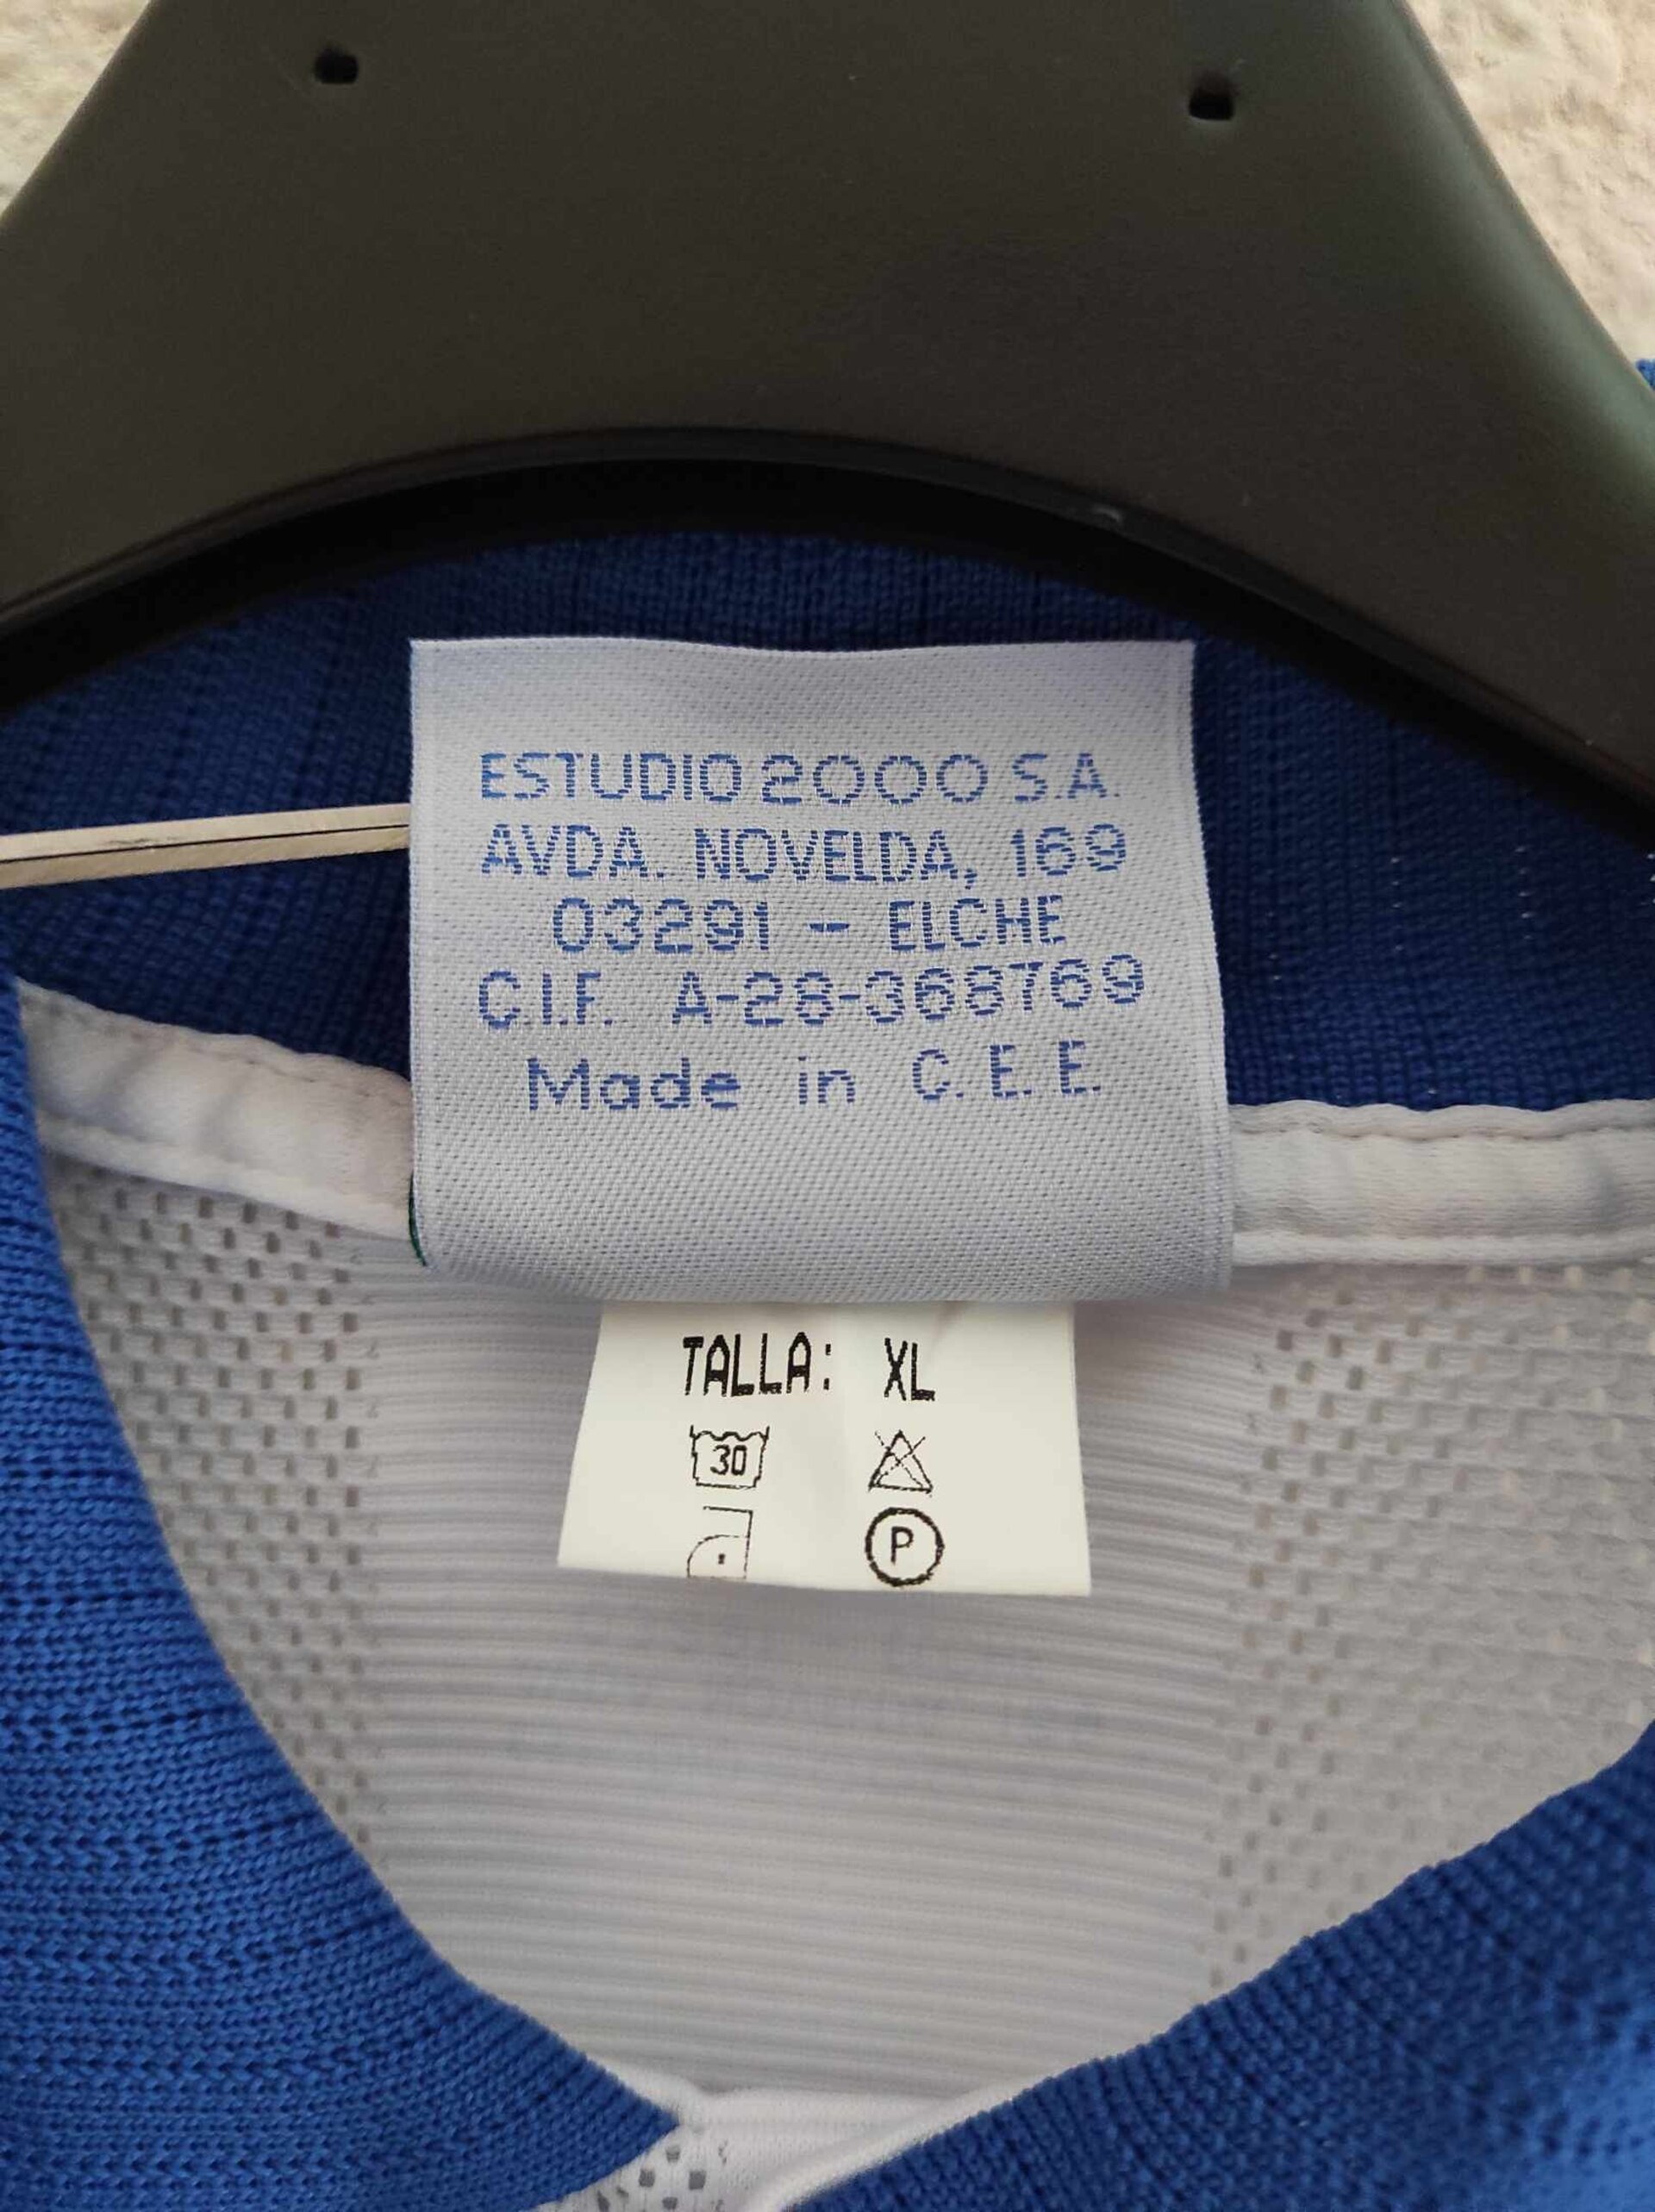 ESTUDIO 2000 S.A.
AVDA. NOVELDA, 169
03291 - ELCHE
C.I.F. A-28-368769
Made in C.E.E.
TALLA: XL
30
P